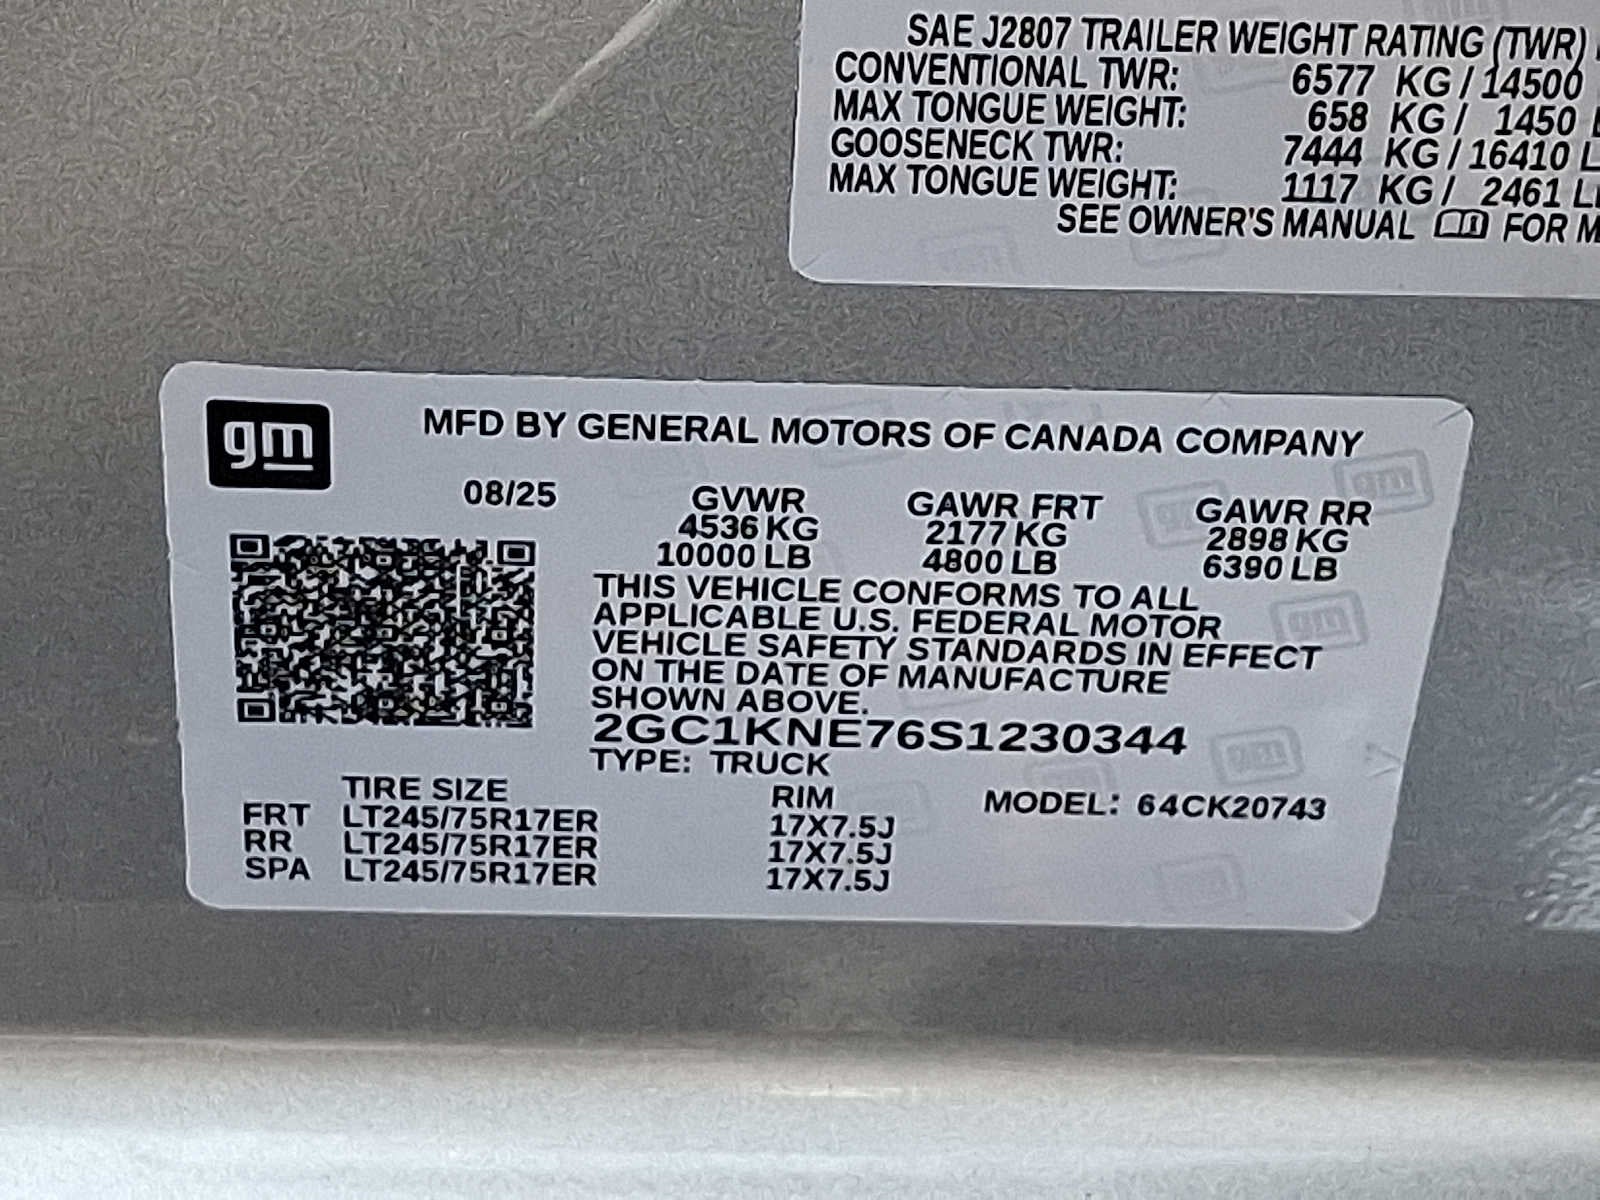 SAE J2807 TRAILER WEIGHT RATING (TWR)
CONVENTIONAL TWR: 6577 KG / 14500
MAX TONGUE WEIGHT: 658 KG / 1450
GOOSENECK TWR: 7444 KG / 16410 L
MAX TONGUE WEIGHT: 1117 KG / 2461 LB
SEE OWNER'S MANUAL FOR M
gm
MFD BY GENERAL MOTORS OF CANADA COMPANY
08/25 GVWR GAWR FRT GAWR RR
4536 KG 2177 KG 2898 KG
10000 LB 4800 LB 6390 LB
THIS VEHICLE CONFORMS TO ALL
APPLICABLE U.S. FEDERAL MOTOR
VEHICLE SAFETY STANDARDS IN EFFECT
ON THE DATE OF MANUFACTURE
SHOWN ABOVE.
2GC1KNE76S1230344
TYPE: TRUCK
TIRE SIZE RIM MODEL: 64CK20743
FRT LT245/75R17ER 17X7.5J
RR LT245/75R17ER 17X7.5J
SPA LT245/75R17ER 17X7.5J